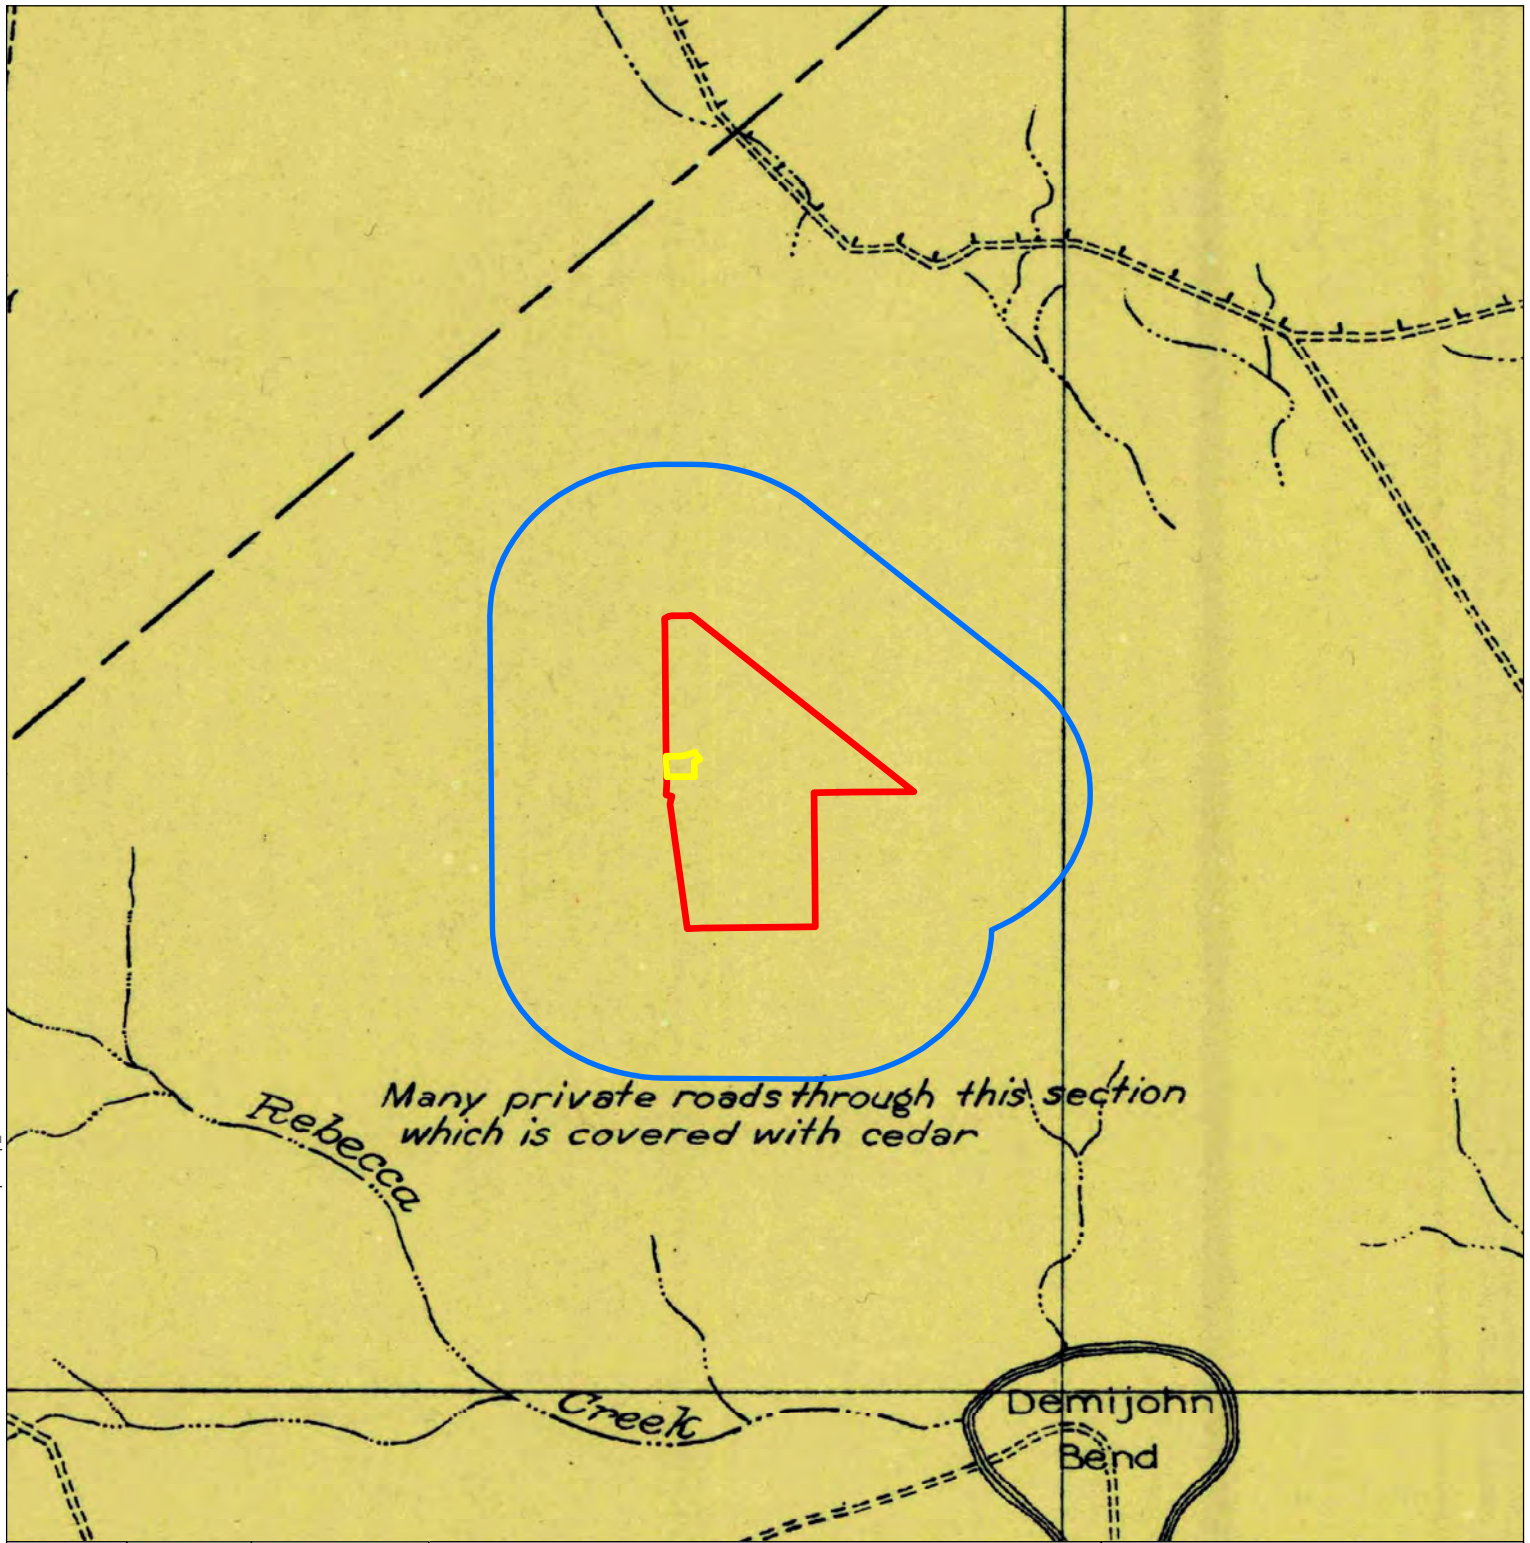 Many private roads through this section
which is covered with cedar
Rebecca
Creek
Demijohn
Bend